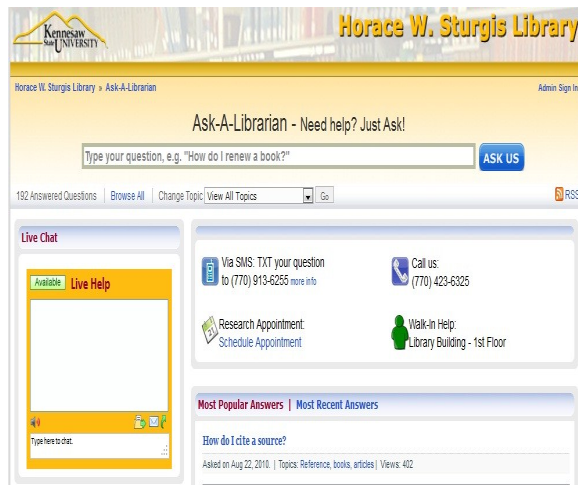 Kennesaw
State UNIVERSITY
Horace W. Sturgis Library
Horace W. Sturgis Library » Ask-A-Librarian
Admin Sign In
Ask-A-Librarian - Need help? Just Ask!
Type your question, e.g. "How do I renew a book?"
ASK US
192 Answered Questions | Browse All | Change Topic View All Topics Go
RSS
Live Chat
Available Live Help
Type here to chat.
Via SMS: TXT your question
to (770) 913-6255 more info
Call us:
(770) 423-6325
Research Appointment:
Schedule Appointment
Walk-In Help:
Library Building - 1st Floor
Most Popular Answers | Most Recent Answers
How do I cite a source?
Asked on Aug 22, 2010. | Topics: Reference, books, articles | Views: 402